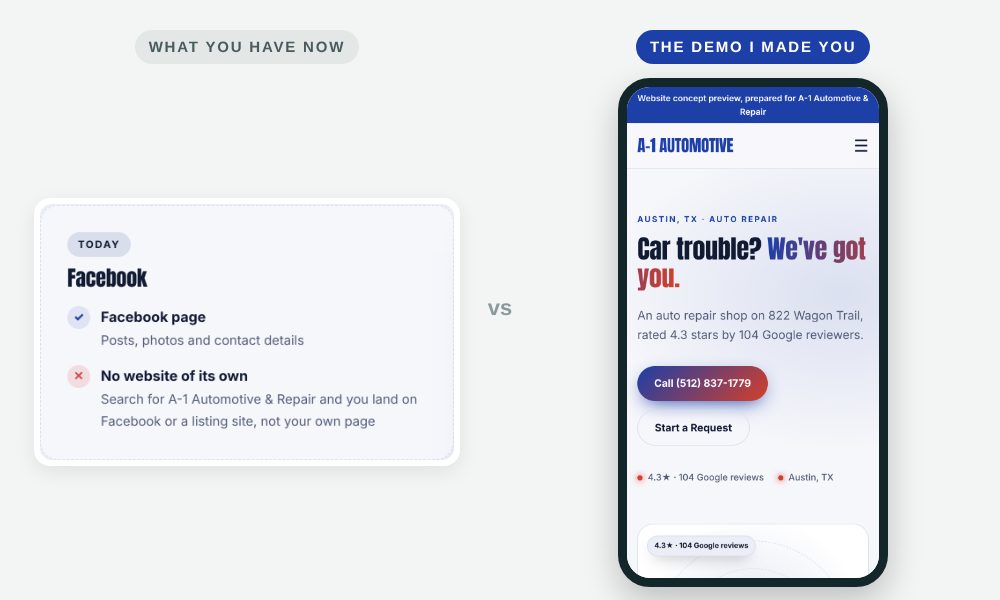 WHAT YOU HAVE NOW
TODAY
Facebook
Facebook page
Posts, photos and contact details
No website of its own
Search for A-1 Automotive & Repair and you land on
Facebook or a listing site, not your own page
vs
THE DEMO I MADE YOU
Website concept preview, prepared for A-1 Automotive &
Repair
A-1 AUTOMOTIVE
AUSTIN, TX · AUTO REPAIR
Car trouble? We've got
you.
An auto repair shop on 822 Wagon Trail,
rated 4.3 stars by 104 Google reviewers.
Call (512) 837-1779
Start a Request
4.3★ · 104 Google reviews Austin, TX
4.3★ · 104 Google reviews